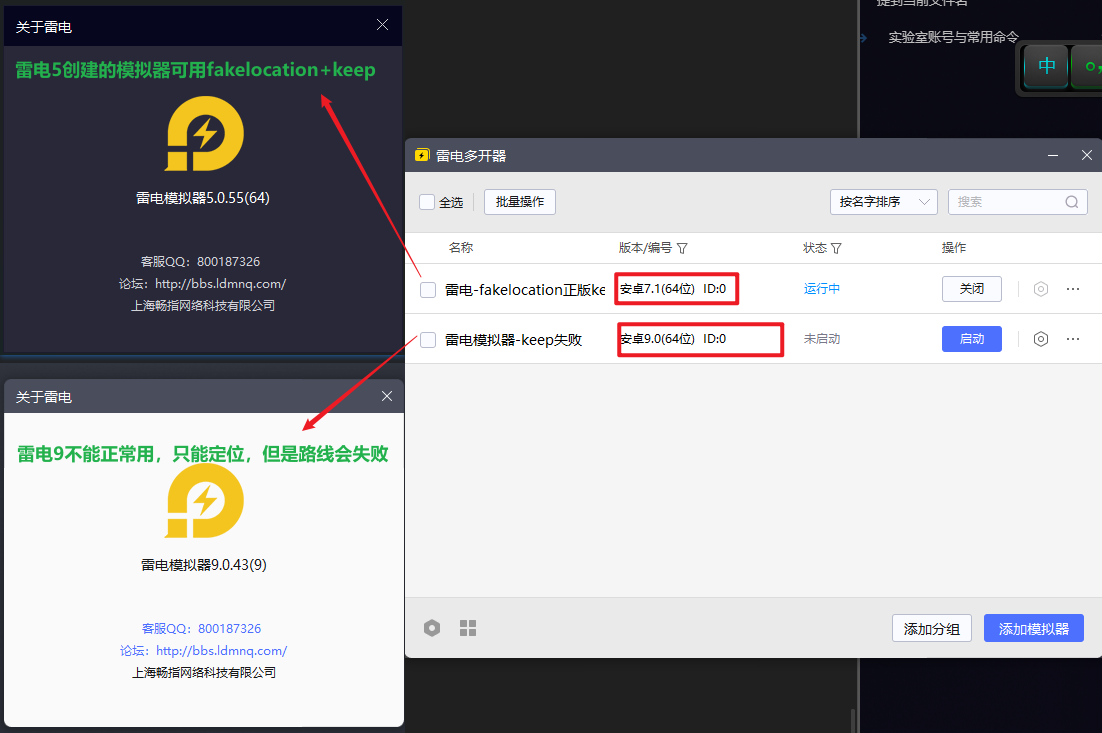 关于雷电
雷电5创建的模拟器可用fakelocation+keep
雷电模拟器5.0.55(64)
客服QQ：800187326
论坛：http://bbs.ldmnq.com/
上海畅指网络科技有限公司
关于雷电
雷电9不能正常用，只能定位，但是路线会失败
雷电模拟器9.0.43(9)
客服QQ：800187326
论坛：http://bbs.ldmnq.com/
上海畅指网络科技有限公司
提到当前文件名
实验室账号与常用命令
中
雷电多开器
全选 批量操作 按名字排序 搜索
名称 版本/编号 状态 操作
雷电-fakelocation正版ke 安卓7.1(64位) ID:0 运行中 关闭
雷电模拟器-keep失败 安卓9.0(64位) ID:0 未启动 启动
添加分组 添加模拟器